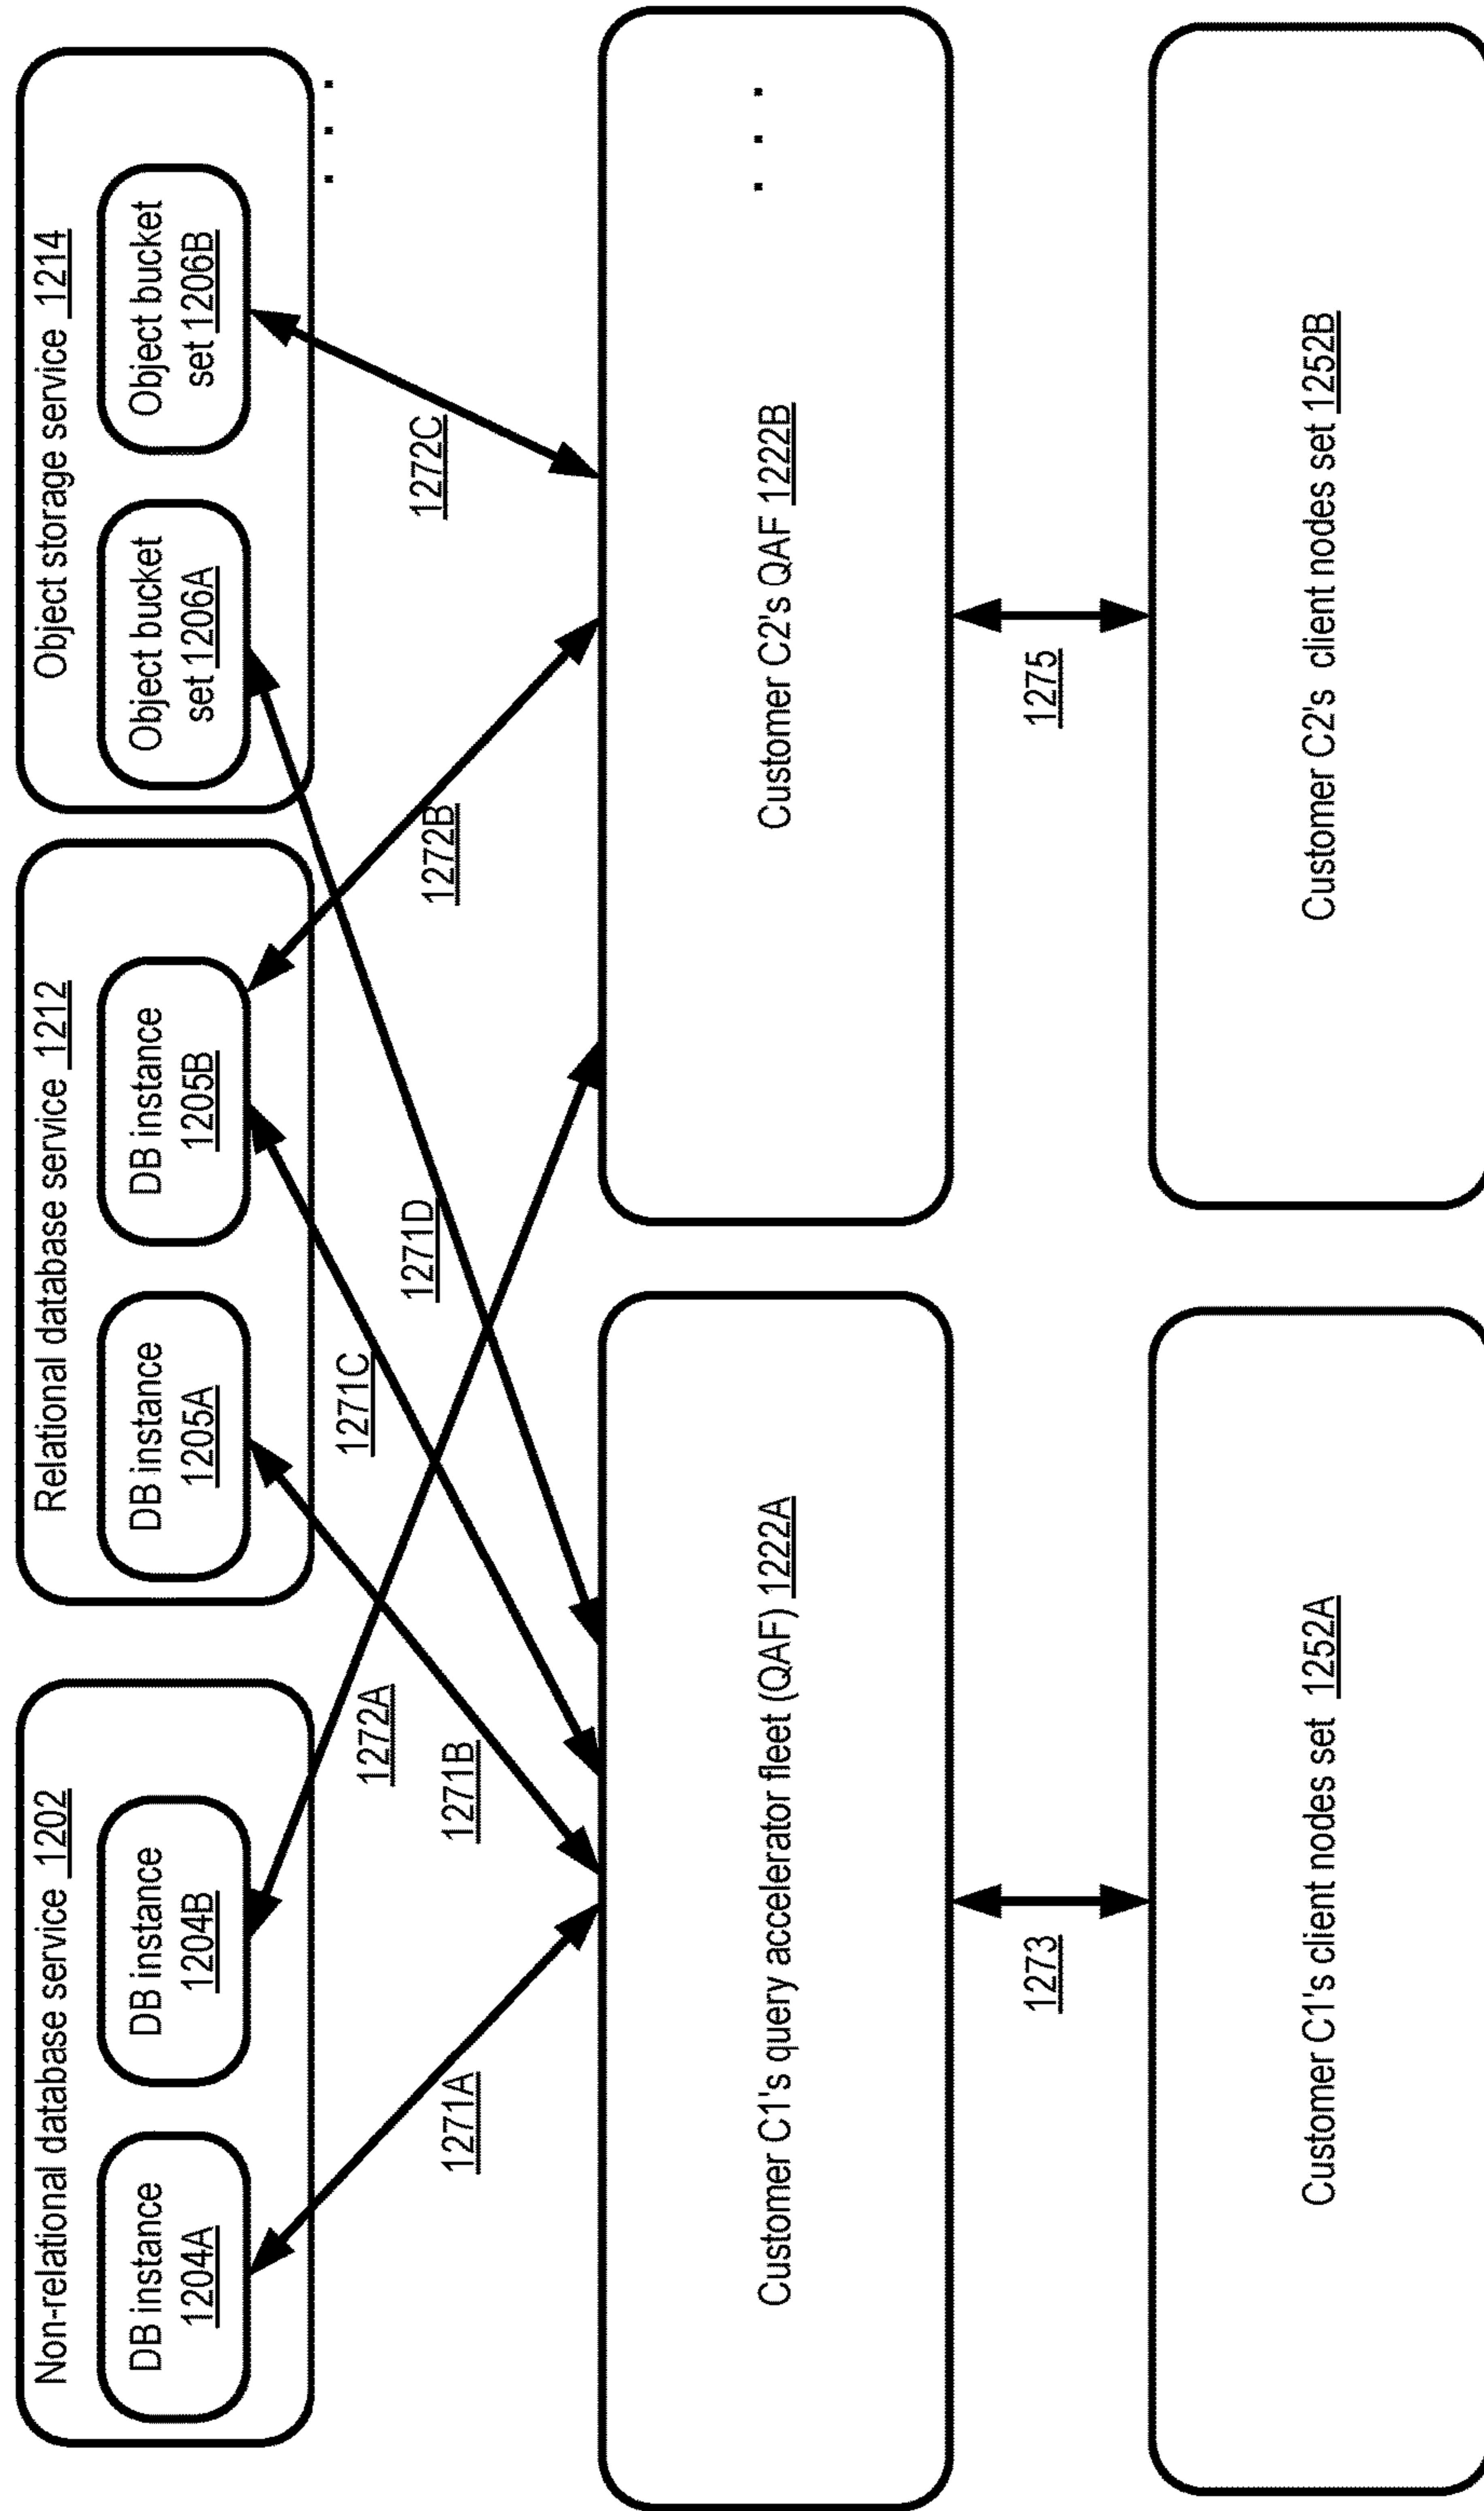 Non-relational database service 1202
DB instance
1204A
DB instance
1204B
Relational database service 1212
DB instance
1205A
DB instance
1205B
Object storage service 1214
Object bucket
set 1206A
Object bucket
set 1206B
. . .
1271A
1271B
1272A
1271C
1271D
1272B
1272C
Customer C1's query accelerator fleet (QAF) 1222A
Customer C2's QAF 1222B
. . .
1273
1275
Customer C1's client nodes set 1252A
Customer C2's client nodes set 1252B